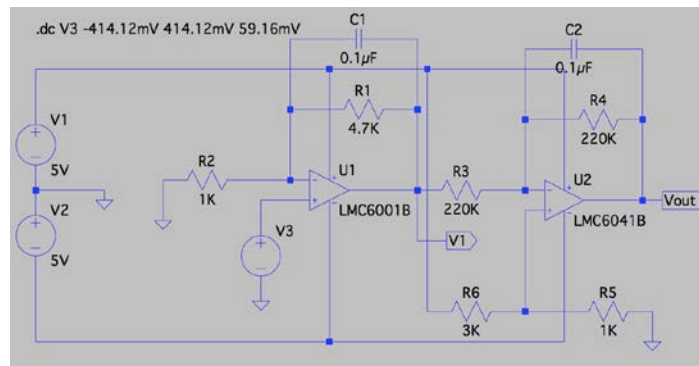 .dc V3 -414.12mV 414.12mV 59.16mV
C1
0.1µF
C2
0.1µF
R1
4.7K
R4
220K
V1
5V
R2
1K
U1
LMC6001B
R3
220K
U2
LMC6041B
Vout
V2
5V
V3
V1
R6
3K
R5
1K